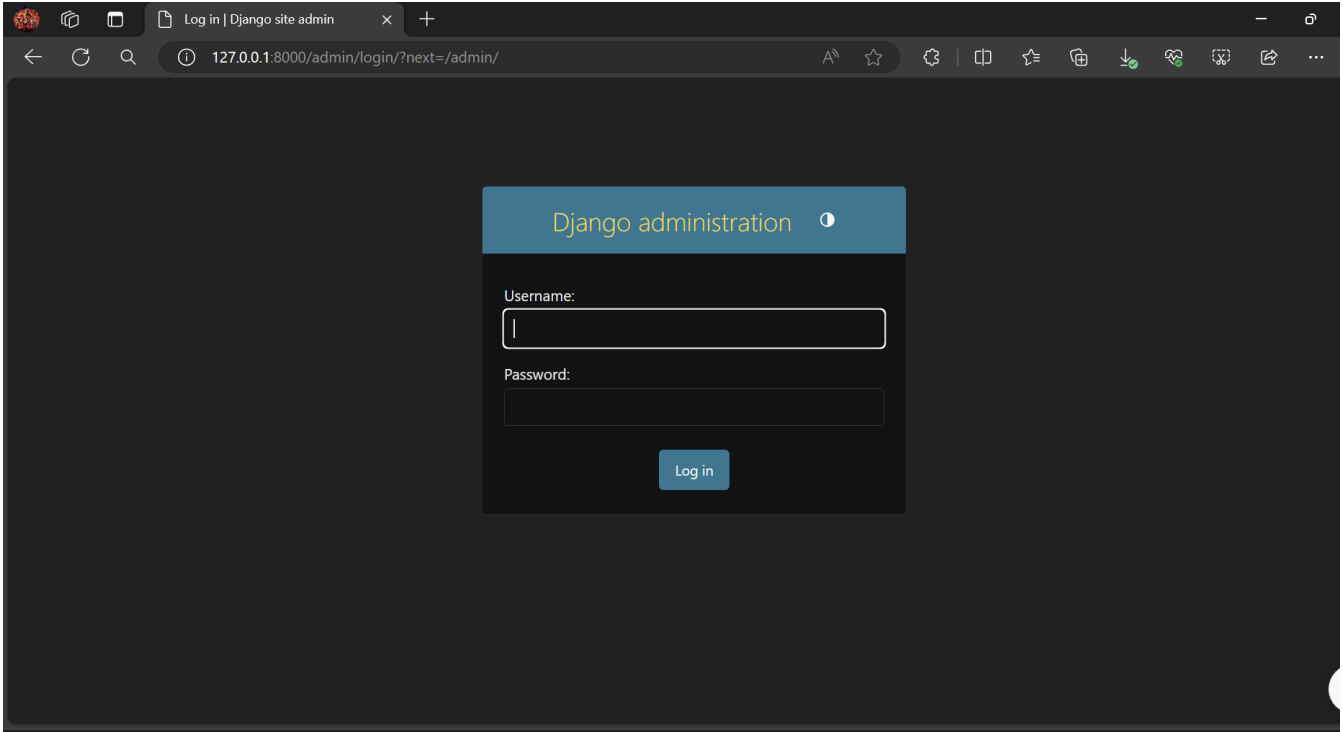 Log in | Django site admin
127.0.0.1:8000/admin/login/?next=/admin/
Django administration
Username:
Password:
Log in